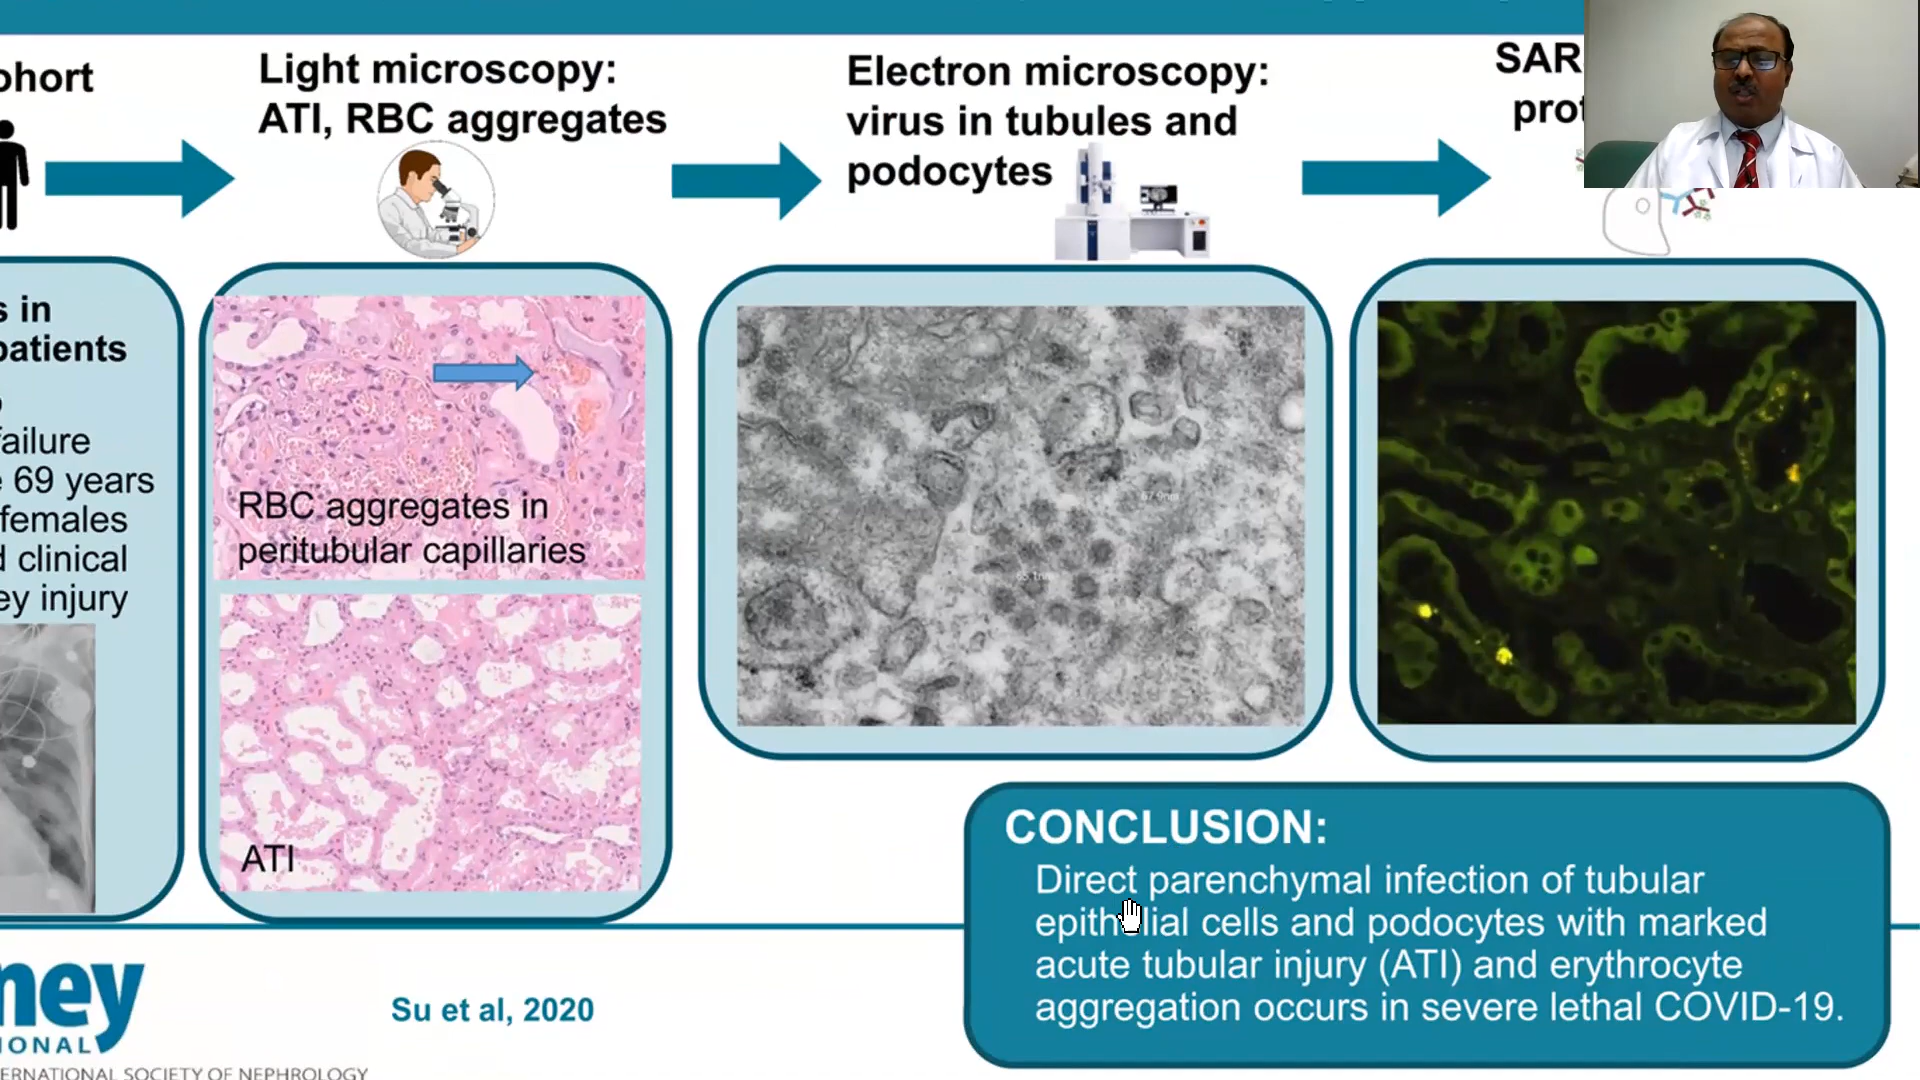 ohort
Light microscopy:
ATI, RBC aggregates
Electron microscopy:
virus in tubules and
podocytes
SAR
prot
s in
patients
failure
e 69 years
females
d clinical
ey injury
RBC aggregates in
peritubular capillaries
ATI
67.9nm
CONCLUSION:
Direct parenchymal infection of tubular
epithelial cells and podocytes with marked
acute tubular injury (ATI) and erythrocyte
aggregation occurs in severe lethal COVID-19.
ney
IONAL
Su et al, 2020
ERNATIONAL SOCIETY OF NEPHROLOGY